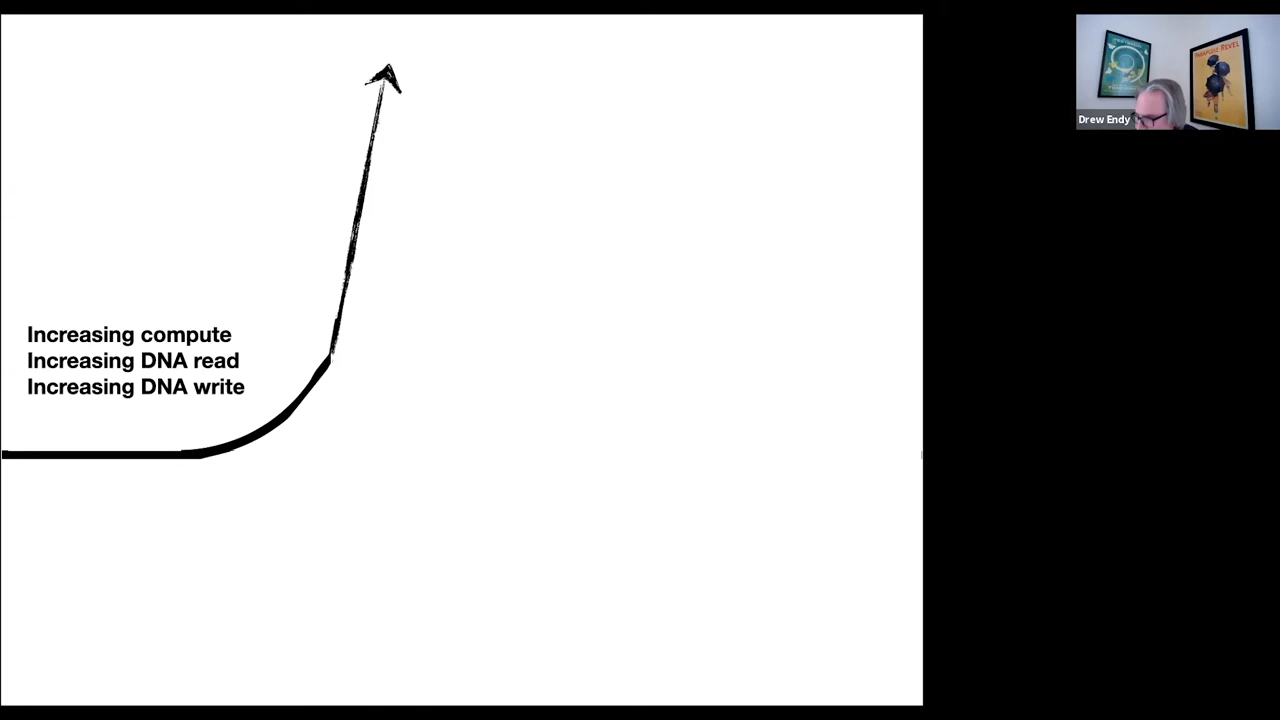 Increasing compute
Increasing DNA read
Increasing DNA write
Drew Endy